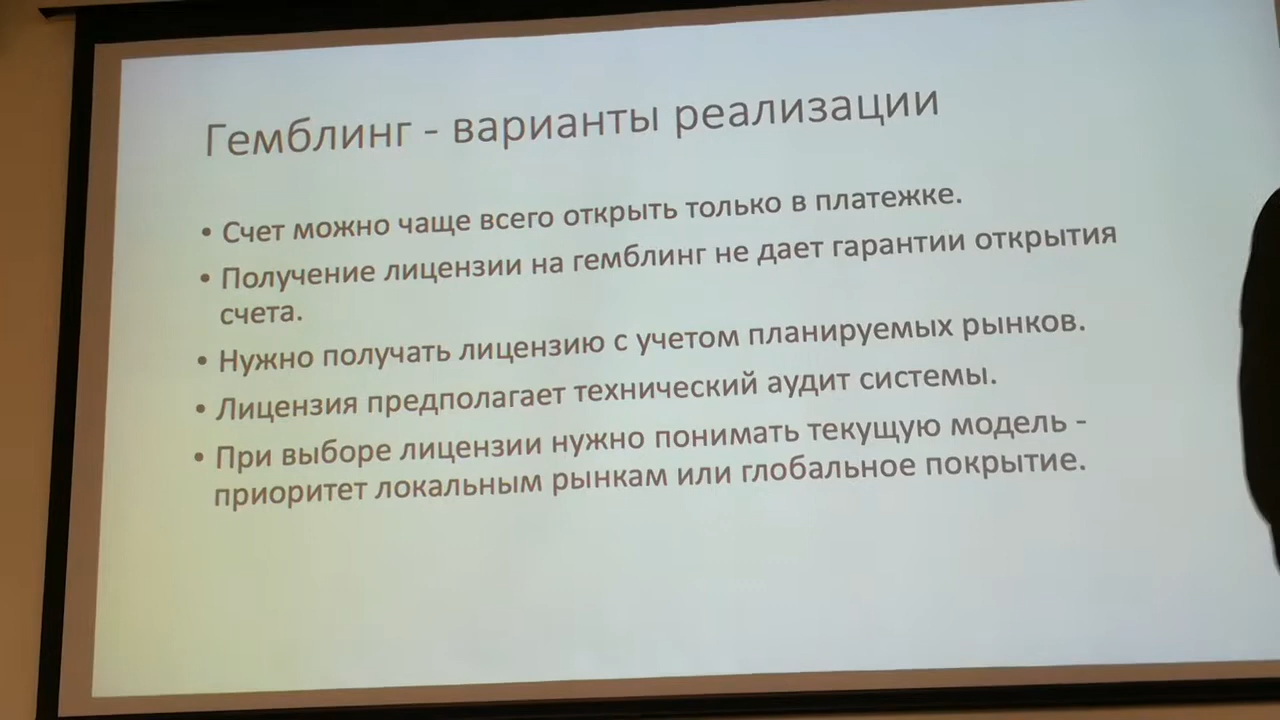 Гемблинг - варианты реализации
• Счет можно чаще всего открыть только в платежке.
• Получение лицензии на гемблинг не дает гарантии открытия
счета.
• Нужно получать лицензию с учетом планируемых рынков.
• Лицензия предполагает технический аудит системы.
• При выборе лицензии нужно понимать текущую модель -
приоритет локальным рынкам или глобальное покрытие.